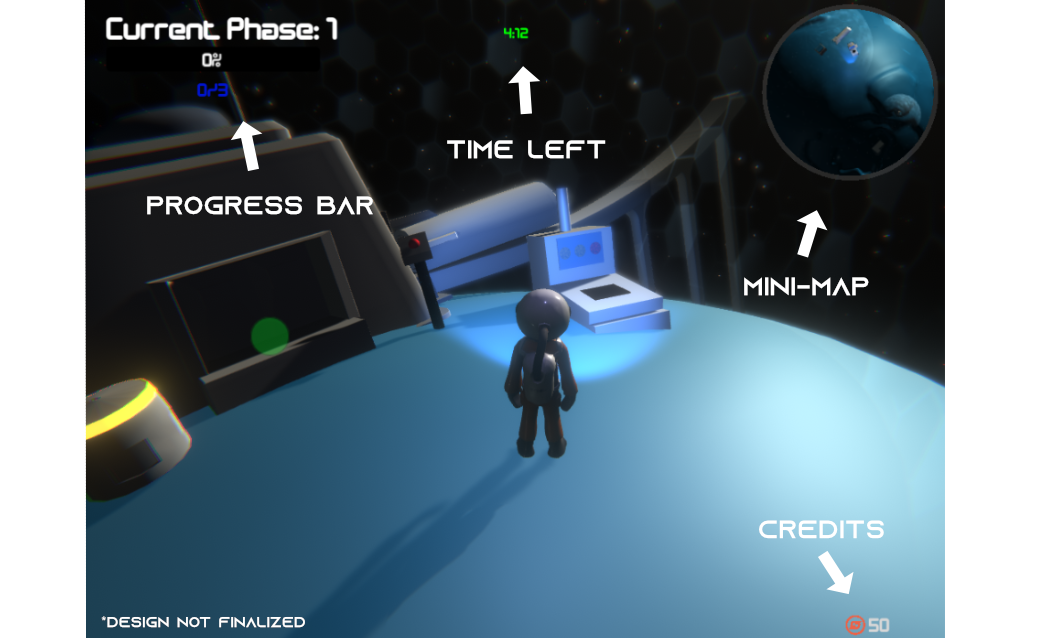 Current Phase: 1
0%
0/3
4:12
TIME LEFT
PROGRESS BAR
MINI-MAP
CREDITS
50
*DESIGN NOT FINALIZED